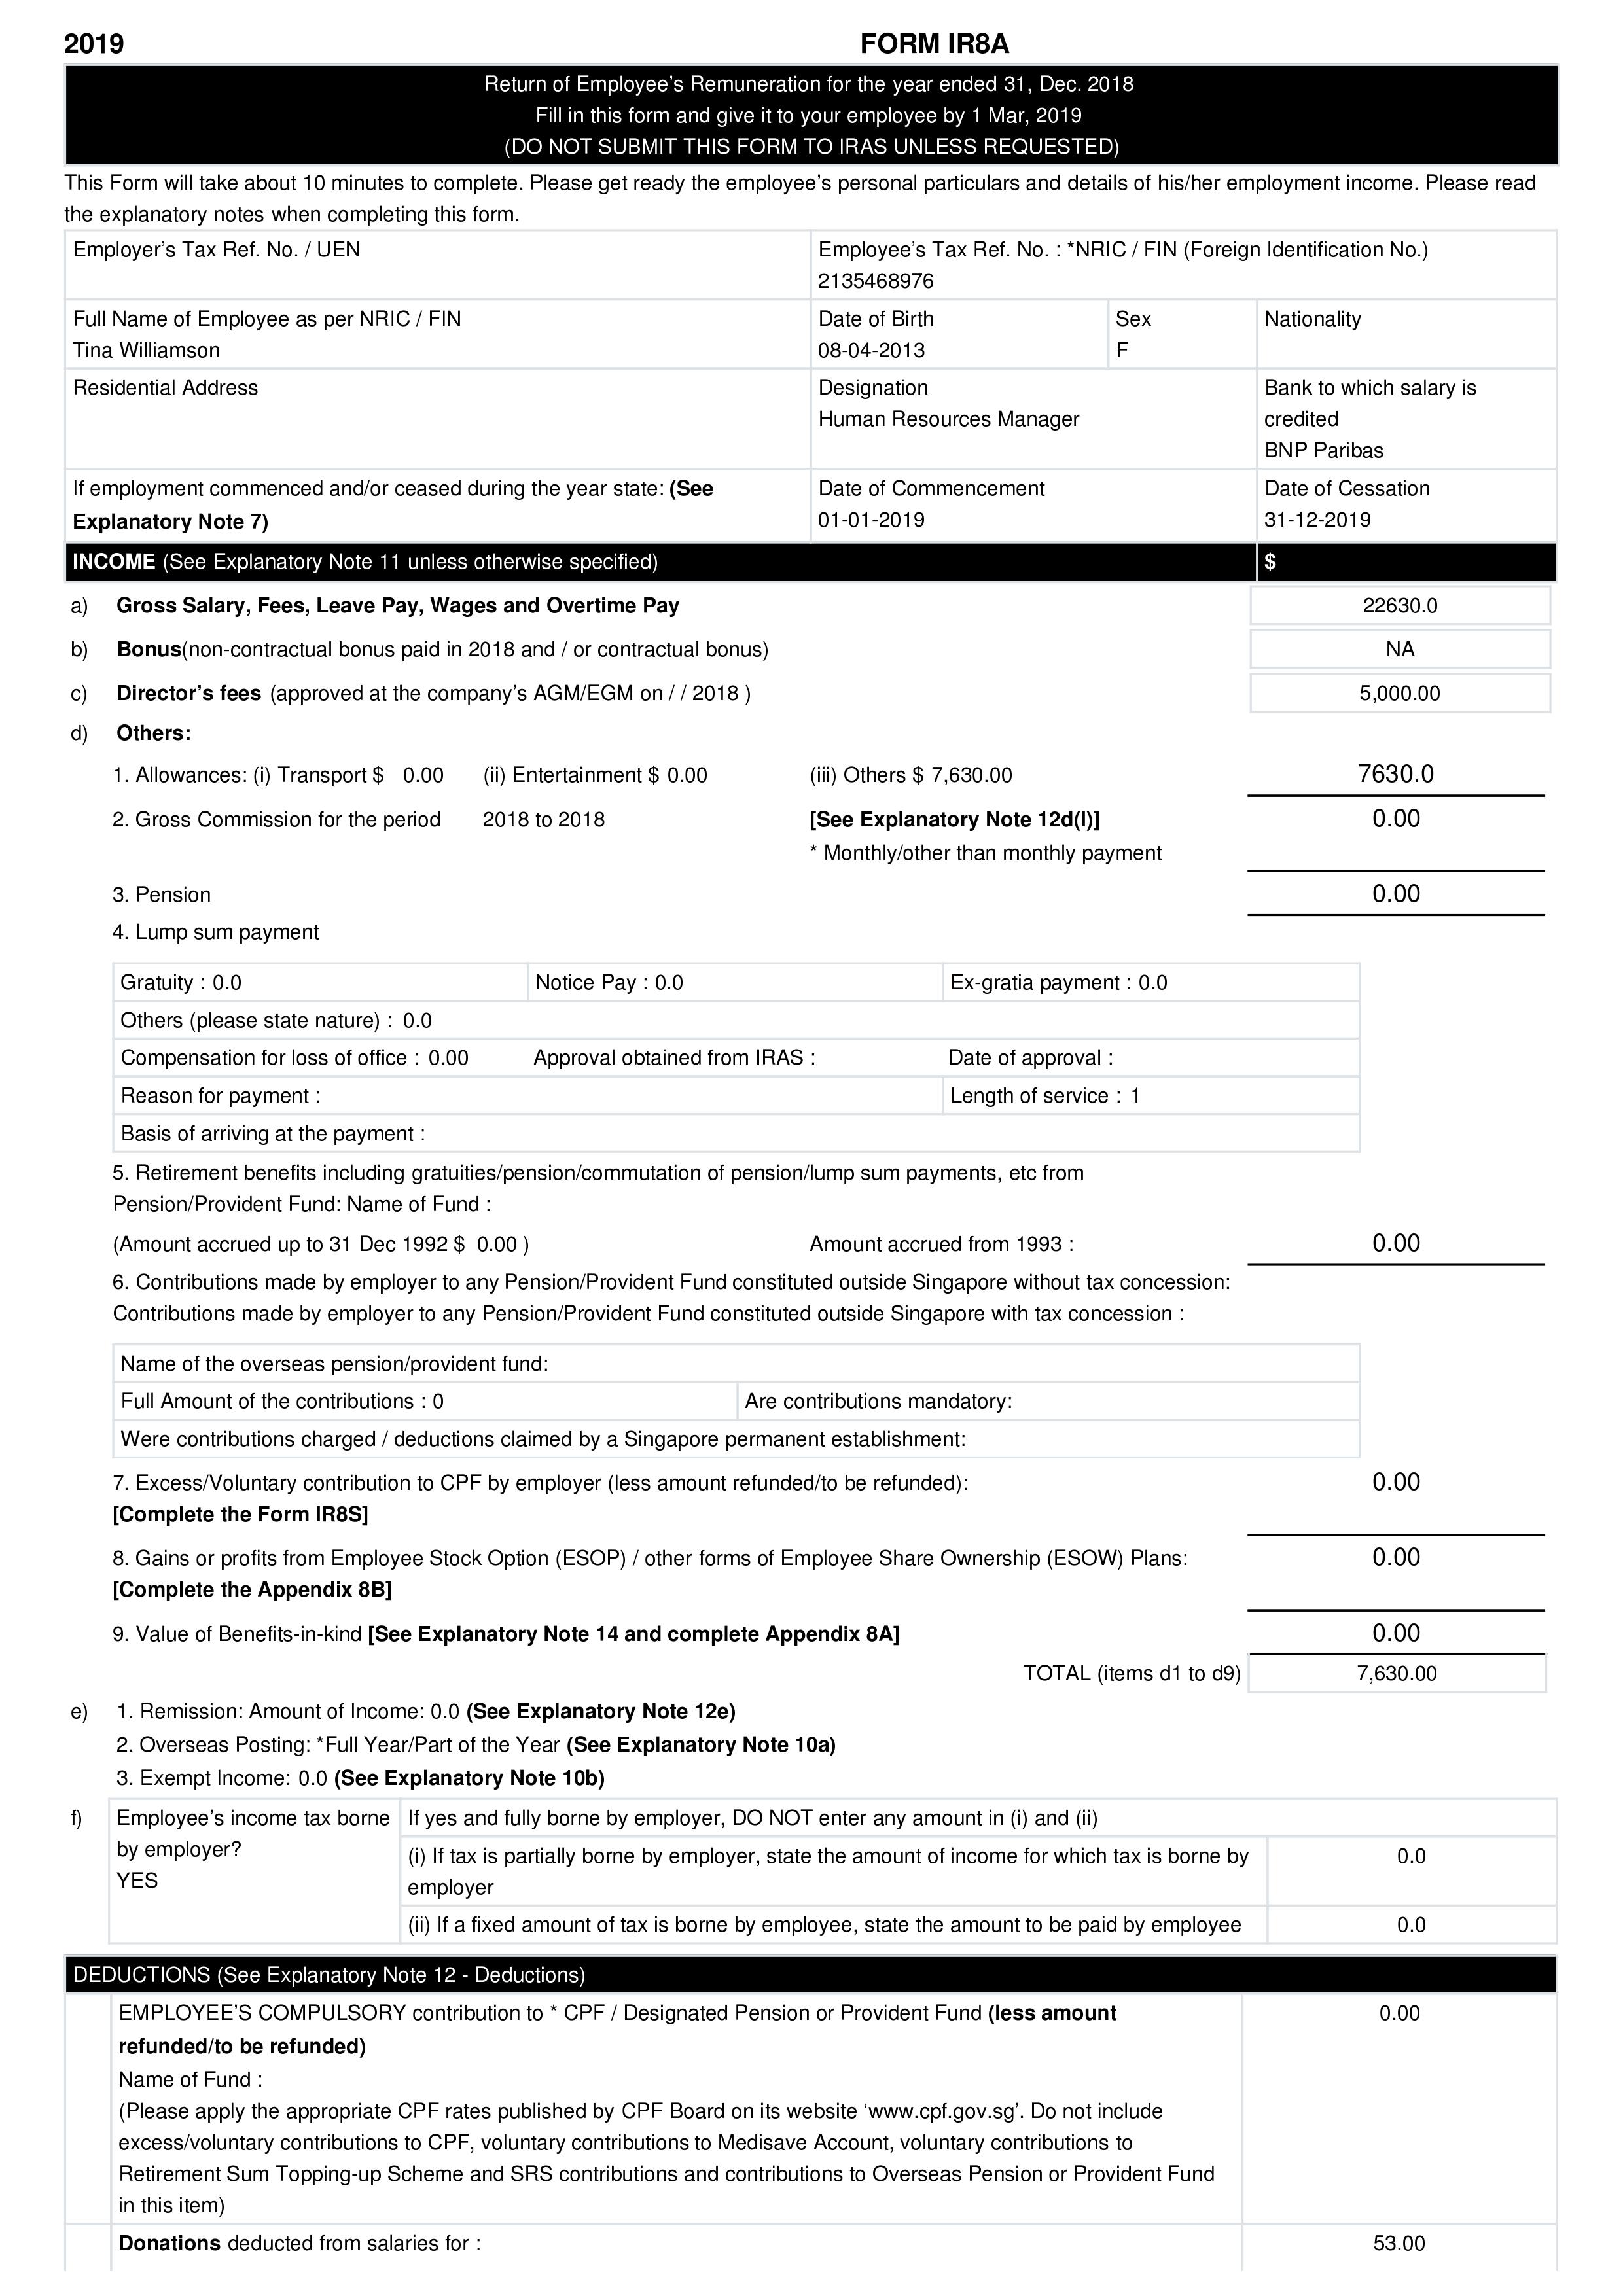 2019 FORM IR8A
Return of Employee’s Remuneration for the year ended 31, Dec. 2018
Fill in this form and give it to your employee by 1 Mar, 2019
(DO NOT SUBMIT THIS FORM TO IRAS UNLESS REQUESTED)
This Form will take about 10 minutes to complete. Please get ready the employee’s personal particulars and details of his/her employment income. Please read
the explanatory notes when completing this form.
Employer’s Tax Ref. No. / UEN
Employee’s Tax Ref. No. : *NRIC / FIN (Foreign Identification No.)
2135468976
Full Name of Employee as per NRIC / FIN
Tina Williamson
Date of Birth
08-04-2013
Sex
F
Nationality
Residential Address
Designation
Human Resources Manager
Bank to which salary is
credited
BNP Paribas
If employment commenced and/or ceased during the year state: (See
Explanatory Note 7)
Date of Commencement
01-01-2019
Date of Cessation
31-12-2019
INCOME (See Explanatory Note 11 unless otherwise specified) $
a) Gross Salary, Fees, Leave Pay, Wages and Overtime Pay 22630.0
b) Bonus(non-contractual bonus paid in 2018 and / or contractual bonus) NA
c) Director’s fees (approved at the company’s AGM/EGM on / / 2018 ) 5,000.00
d) Others:
1. Allowances: (i) Transport $ 0.00 (ii) Entertainment $ 0.00 (iii) Others $ 7,630.00 7630.0
2. Gross Commission for the period 2018 to 2018 [See Explanatory Note 12d(I)] 0.00
* Monthly/other than monthly payment
3. Pension 0.00
4. Lump sum payment
Gratuity : 0.0 Notice Pay : 0.0 Ex-gratia payment : 0.0
Others (please state nature) : 0.0
Compensation for loss of office : 0.00 Approval obtained from IRAS : Date of approval :
Reason for payment : Length of service : 1
Basis of arriving at the payment :
5. Retirement benefits including gratuities/pension/commutation of pension/lump sum payments, etc from
Pension/Provident Fund: Name of Fund :
(Amount accrued up to 31 Dec 1992 $ 0.00 ) Amount accrued from 1993 : 0.00
6. Contributions made by employer to any Pension/Provident Fund constituted outside Singapore without tax concession:
Contributions made by employer to any Pension/Provident Fund constituted outside Singapore with tax concession :
Name of the overseas pension/provident fund:
Full Amount of the contributions : 0 Are contributions mandatory:
Were contributions charged / deductions claimed by a Singapore permanent establishment:
7. Excess/Voluntary contribution to CPF by employer (less amount refunded/to be refunded): 0.00
[Complete the Form IR8S]
8. Gains or profits from Employee Stock Option (ESOP) / other forms of Employee Share Ownership (ESOW) Plans: 0.00
[Complete the Appendix 8B]
9. Value of Benefits-in-kind [See Explanatory Note 14 and complete Appendix 8A] 0.00
TOTAL (items d1 to d9) 7,630.00
e) 1. Remission: Amount of Income: 0.0 (See Explanatory Note 12e)
2. Overseas Posting: *Full Year/Part of the Year (See Explanatory Note 10a)
3. Exempt Income: 0.0 (See Explanatory Note 10b)
f) Employee’s income tax borne
by employer?
YES
If yes and fully borne by employer, DO NOT enter any amount in (i) and (ii)
(i) If tax is partially borne by employer, state the amount of income for which tax is borne by 0.0
employer
(ii) If a fixed amount of tax is borne by employee, state the amount to be paid by employee 0.0
DEDUCTIONS (See Explanatory Note 12 - Deductions)
EMPLOYEE’S COMPULSORY contribution to * CPF / Designated Pension or Provident Fund (less amount 0.00
refunded/to be refunded)
Name of Fund :
(Please apply the appropriate CPF rates published by CPF Board on its website ‘www.cpf.gov.sg’. Do not include
excess/voluntary contributions to CPF, voluntary contributions to Medisave Account, voluntary contributions to
Retirement Sum Topping-up Scheme and SRS contributions and contributions to Overseas Pension or Provident Fund
in this item)
Donations deducted from salaries for : 53.00